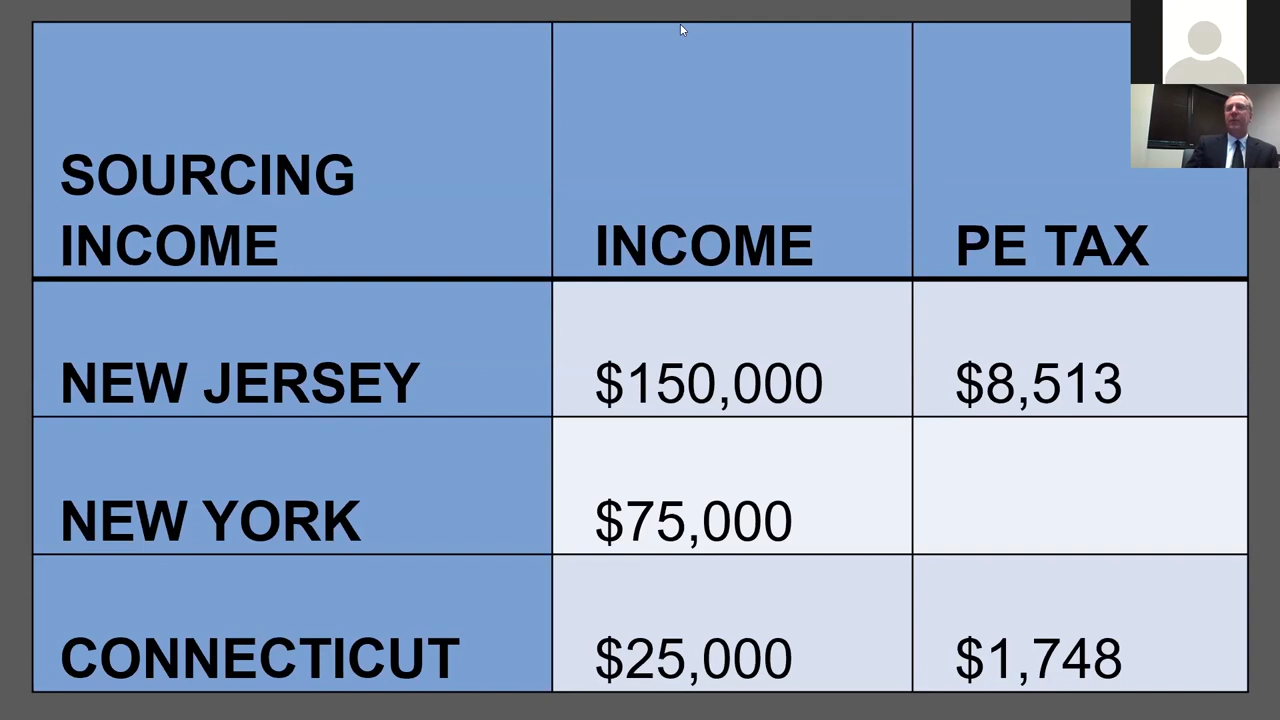 SOURCING
INCOME
INCOME
PE TAX
NEW JERSEY
$150,000
$8,513
NEW YORK
$75,000
CONNECTICUT
$25,000
$1,748